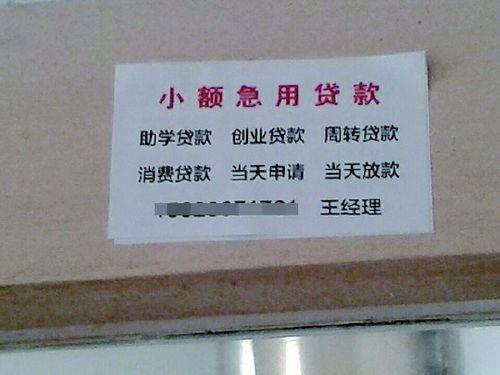 小额急用贷款
助学贷款 创业贷款 周转贷款
消费贷款 当天申请 当天放款
王经理